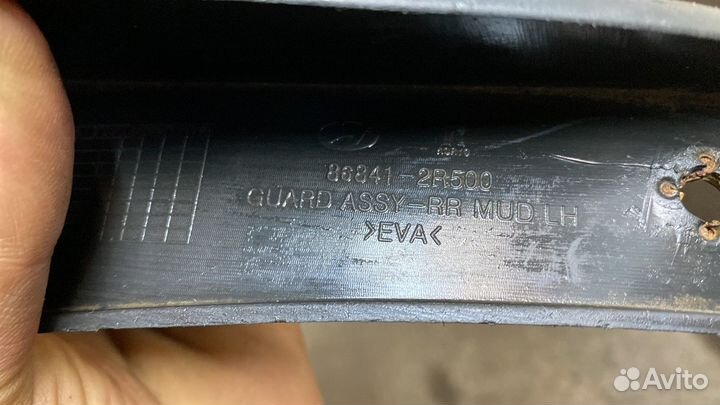 86841-2R500
GUARD ASSY-RR MUD LH
>EVA<
Avito